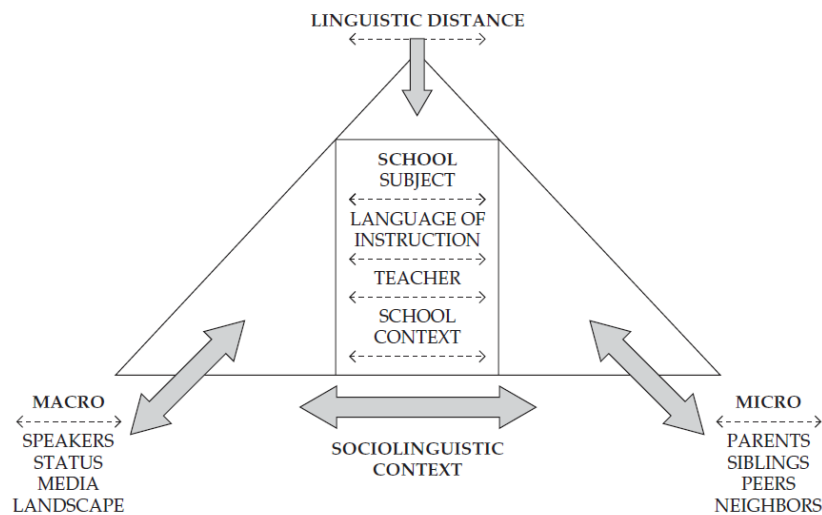 LINGUISTIC DISTANCE
SCHOOL
SUBJECT
LANGUAGE OF
INSTRUCTION
TEACHER
SCHOOL
CONTEXT
MACRO
SPEAKERS
STATUS
MEDIA
LANDSCAPE
SOCIOLINGUISTIC
CONTEXT
MICRO
PARENTS
SIBLINGS
PEERS
NEIGHBORS